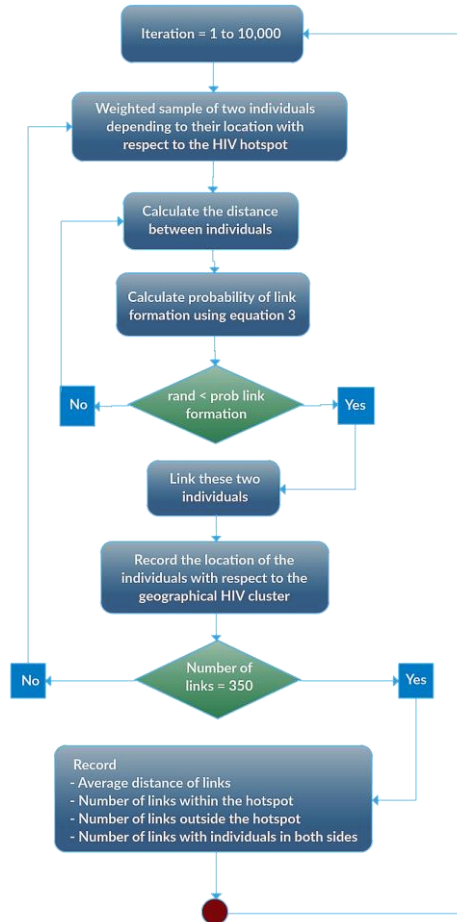 Iteration = 1 to 10,000
Weighted sample of two individuals
depending to their location with
respect to the HIV hotspot
Calculate the distance
between individuals
Calculate probability of link
formation using equation 3
rand < prob link
formation
No
Yes
Link these two
individuals
Record the location of the
individuals with respect to the
geographical HIV cluster
Number of
links = 350
No
Yes
Record
- Average distance of links
- Number of links within the hotspot
- Number of links outside the hotspot
- Number of links with individuals in both sides